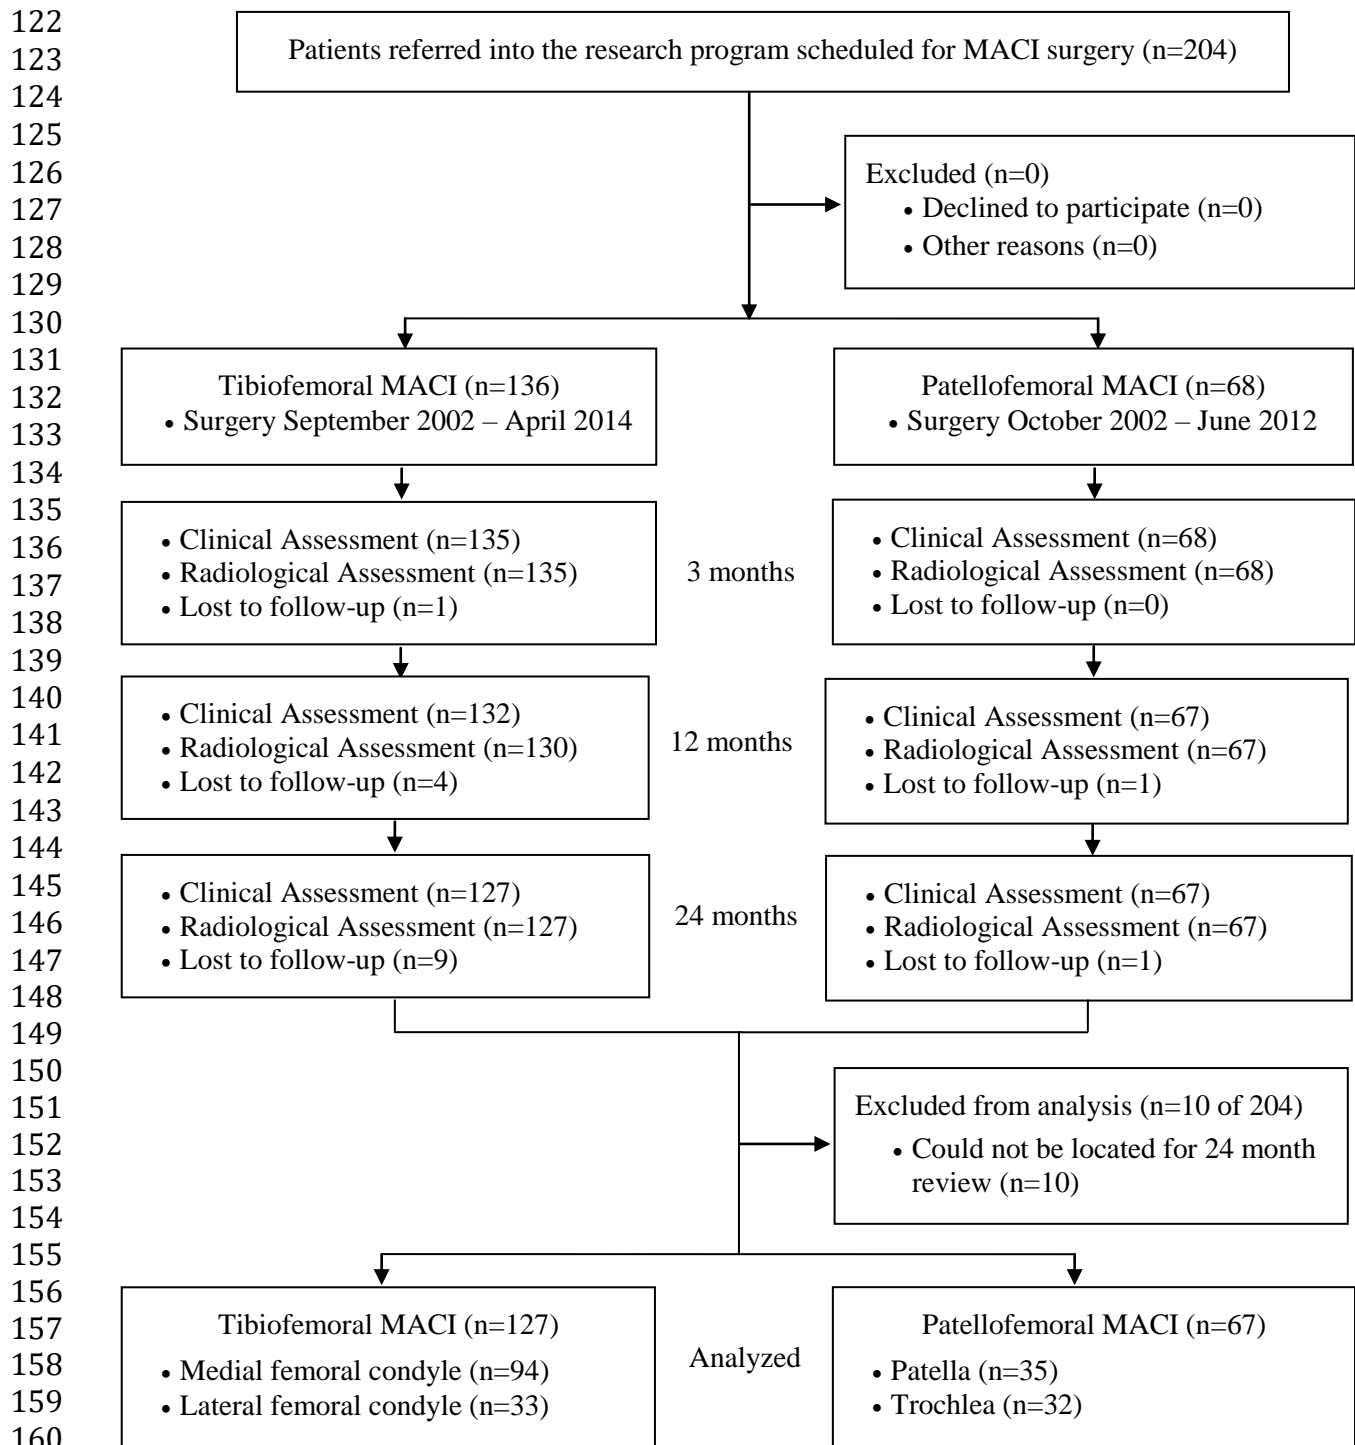 122
123
124
125
126
127
128
129
130
131
132
133
134
135
136
137
138
139
140
141
142
143
144
145
146
147
148
149
150
151
152
153
154
155
156
157
158
159
160
Patients referred into the research program scheduled for MACI surgery (n=204)
Excluded (n=0)
• Declined to participate (n=0)
• Other reasons (n=0)
Tibiofemoral MACI (n=136)
• Surgery September 2002 – April 2014
Patellofemoral MACI (n=68)
• Surgery October 2002 – June 2012
• Clinical Assessment (n=135)
• Radiological Assessment (n=135)
• Lost to follow-up (n=1)
3 months
• Clinical Assessment (n=68)
• Radiological Assessment (n=68)
• Lost to follow-up (n=0)
• Clinical Assessment (n=132)
• Radiological Assessment (n=130)
• Lost to follow-up (n=4)
12 months
• Clinical Assessment (n=67)
• Radiological Assessment (n=67)
• Lost to follow-up (n=1)
• Clinical Assessment (n=127)
• Radiological Assessment (n=127)
• Lost to follow-up (n=9)
24 months
• Clinical Assessment (n=67)
• Radiological Assessment (n=67)
• Lost to follow-up (n=1)
Excluded from analysis (n=10 of 204)
• Could not be located for 24 month
review (n=10)
Tibiofemoral MACI (n=127)
• Medial femoral condyle (n=94)
• Lateral femoral condyle (n=33)
Analyzed
Patellofemoral MACI (n=67)
• Patella (n=35)
• Trochlea (n=32)